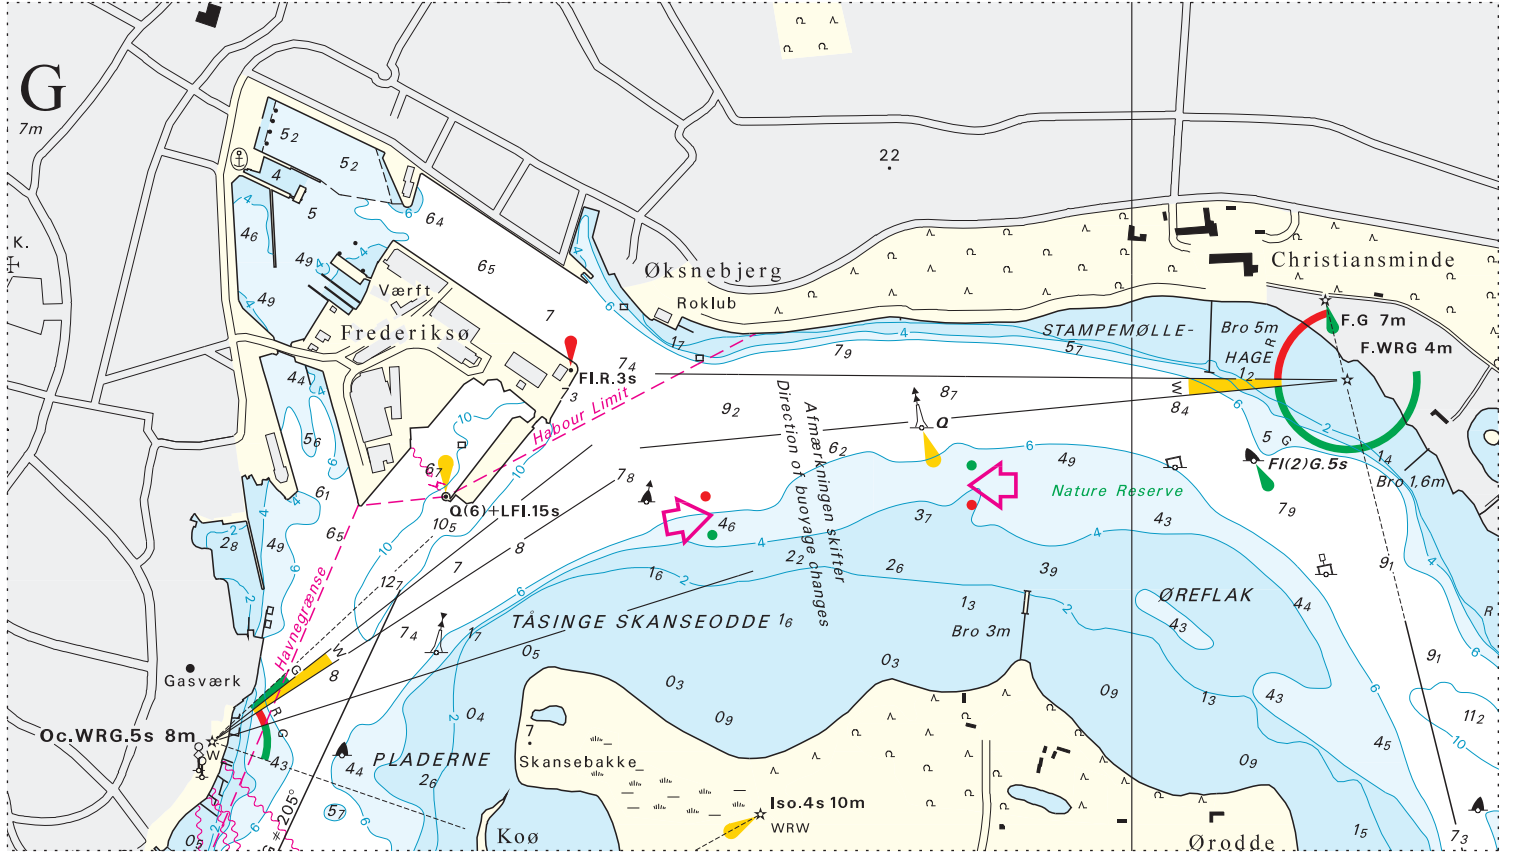 G
7m
K.
5₂
5₂
4
5
6₄
4₆
4₉
4₉
6₅
7
22
Øksnebjerg
Roklub
Christiansminde
Værft
Frederiksø
Fl.R.3s
7₄
7₃
1₇
7₉
5₇
STAMPEMØLLE-
HAGE
Bro 5m
R
F.G 7m
F.WRG 4m
1₂
W
8₄
8₇
9₂
Q
6₂
Habour Limit
Afmærkningen skifter
Direction of buoyage changes
4₄
5₆
6₁
6₇
10
10
Q(6)+LFl.15s
10₅
7₈
8
7
4₆
3₇
4₉
Nature Reserve
4₃
5
G
Fl(2)G.5s
7₉
1₄
Bro 1,6m
9₁
2₈
4₉
6₅
12₇
Havnegrænse
1₆
2₂
2₆
3₉
1₃
Bro 3m
ØREFLAK
4₃
4₄
R
7₄
1₇
TÅSINGE SKANSEODDE
1₆
0₅
0₃
0₉
0₃
0₉
1₃
4₃
9₁
11₂
10
Gasværk
G
W
8
Oc.WRG.5s 8m
W
R
G
4₃
4₄
5₇
PLADERNE
2₆
0₄
7
Skansebakke
Iso.4s 10m
WRW
Koø
Ørodde
0₉
4₅
1₅
7₃
205°
0₅